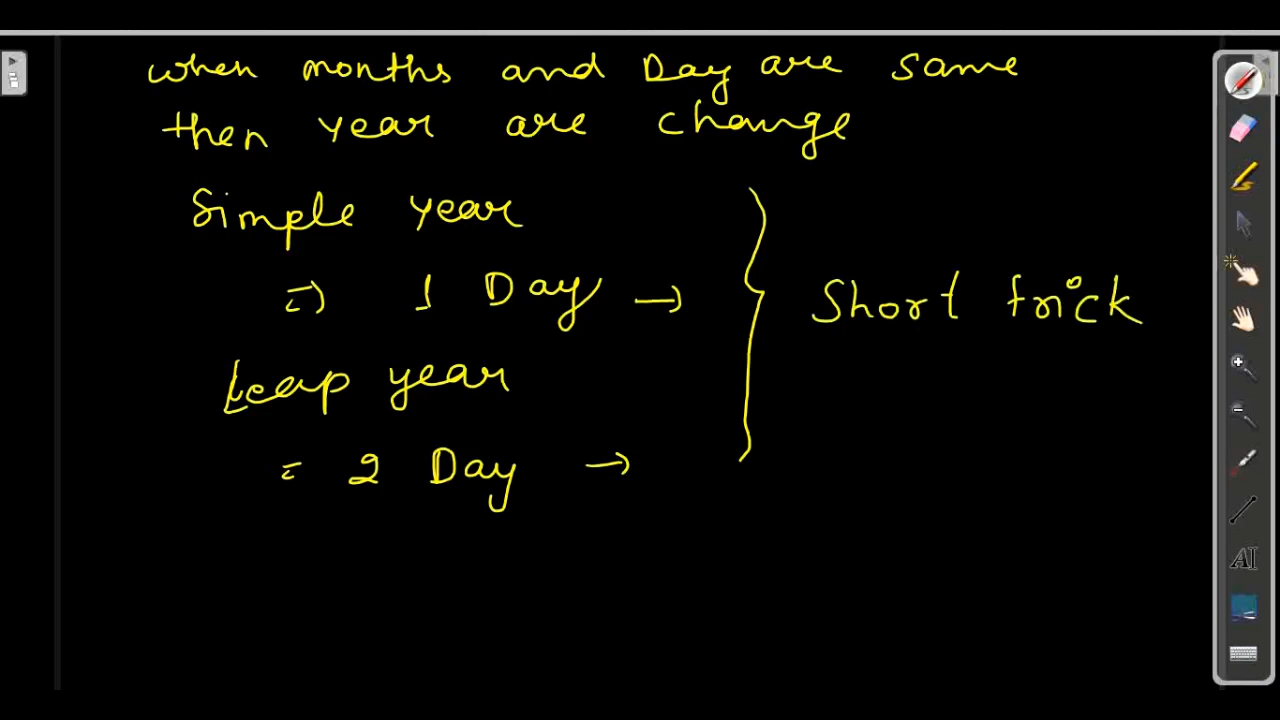 when months and Day are same
then year are change
Simple year
=> 1 Day →
Leap year
= 2 Day →
Short trick
AI